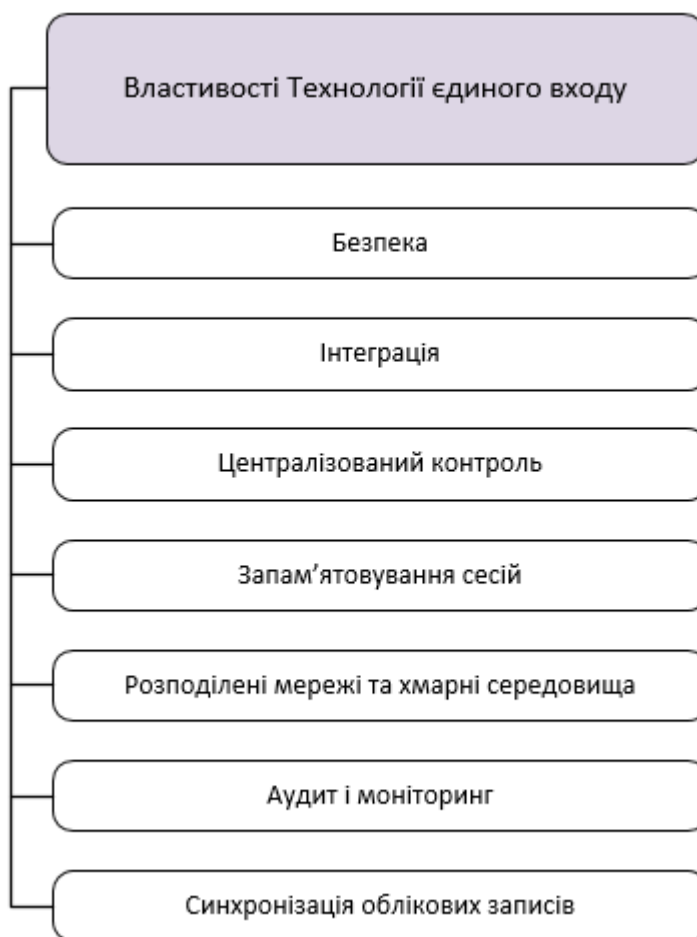 Властивості Технології єдиного входу
Безпека
Інтеграція
Централізований контроль
Запам’ятовування сесій
Розподілені мережі та хмарні середовища
Аудит і моніторинг
Синхронізація облікових записів